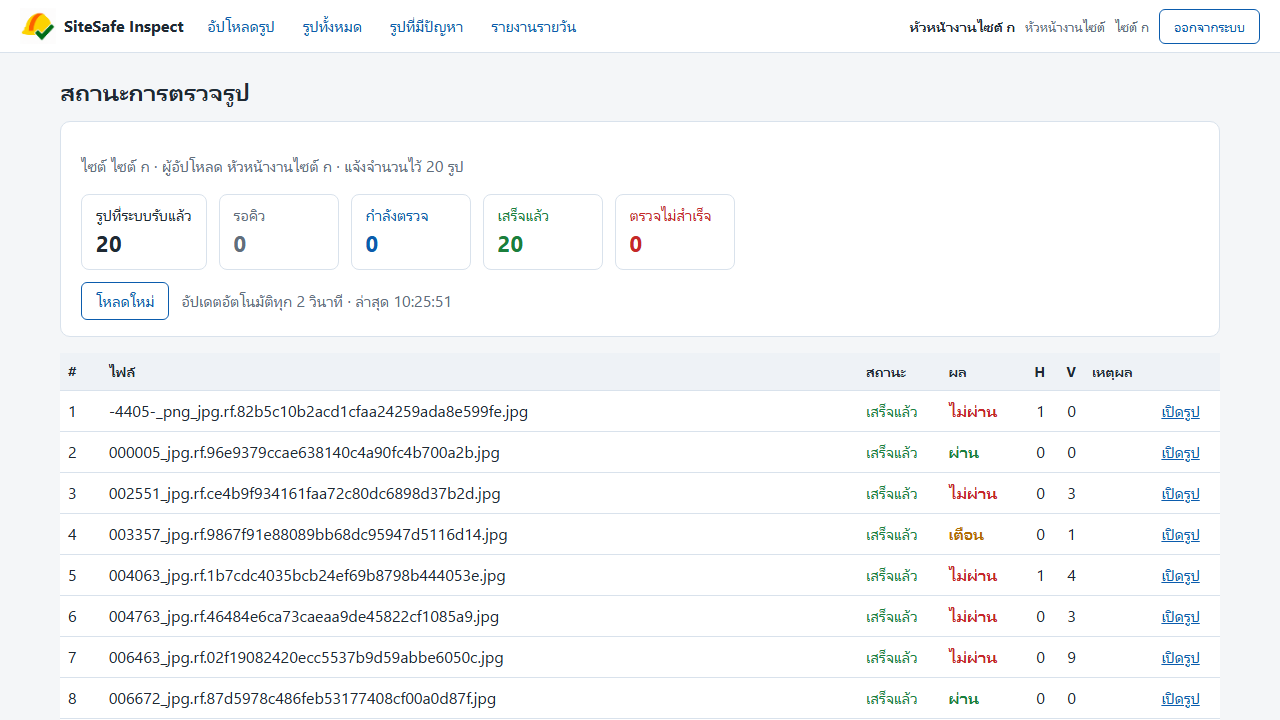 SiteSafe Inspect อัปโหลดรูป รูปทั้งหมด รูปที่มีปัญหา รายงานรายวัน หัวหน้างานไซต์ ก หัวหน้างานไซต์ ไซต์ ก ออกจากระบบ
สถานะการตรวจรูป
ไซต์ ไซต์ ก · ผู้อัปโหลด หัวหน้างานไซต์ ก · แจ้งจำนวนไว้ 20 รูป
รูปที่ระบบรับแล้ว รอคิว กำลังตรวจ เสร็จแล้ว ตรวจไม่สำเร็จ
20 0 0 20 0
โหลดใหม่ อัปเดตอัตโนมัติทุก 2 วินาที · ล่าสุด 10:25:51
# ไฟล์ สถานะ ผล H V เหตุผล
1 -4405-_png_jpg.rf.82b5c10b2acd1cfaa24259ada8e599fe.jpg เสร็จแล้ว ไม่ผ่าน 1 0 เปิดรูป
2 000005_jpg.rf.96e9379ccae638140c4a90fc4b700a2b.jpg เสร็จแล้ว ผ่าน 0 0 เปิดรูป
3 002551_jpg.rf.ce4b9f934161faa72c80dc6898d37b2d.jpg เสร็จแล้ว ไม่ผ่าน 0 3 เปิดรูป
4 003357_jpg.rf.9867f91e88089bb68dc95947d5116d14.jpg เสร็จแล้ว เตือน 0 1 เปิดรูป
5 004063_jpg.rf.1b7cdc4035bcb24ef69b8798b444053e.jpg เสร็จแล้ว ไม่ผ่าน 1 4 เปิดรูป
6 004763_jpg.rf.46484e6ca73caeaa9de45822cf1085a9.jpg เสร็จแล้ว ไม่ผ่าน 0 3 เปิดรูป
7 006463_jpg.rf.02f19082420ecc5537b9d59abbe6050c.jpg เสร็จแล้ว ไม่ผ่าน 0 9 เปิดรูป
8 006672_jpg.rf.87d5978c486feb53177408cf00a0d87f.jpg เสร็จแล้ว ผ่าน 0 0 เปิดรูป